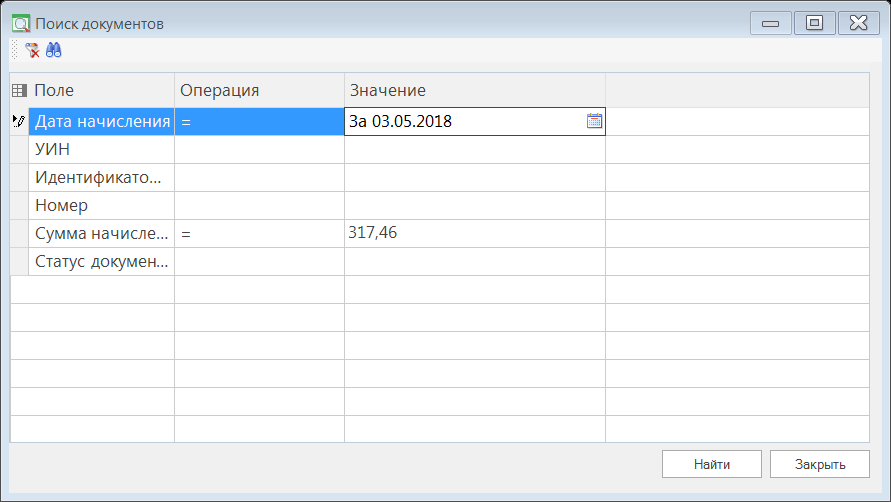 Поиск документов
Поле Операция Значение
Дата начисления = За 03.05.2018
УИН
Идентификато...
Номер
Сумма начисле... = 317,46
Статус докумен...
Найти Закрыть